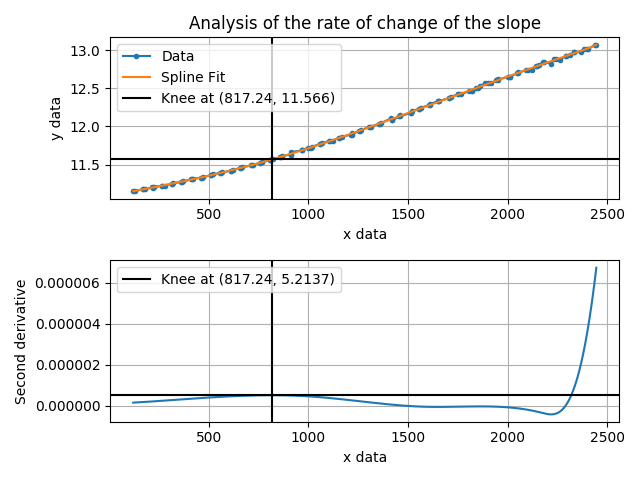 Analysis of the rate of change of the slope
13.0
12.5
12.0
11.5
y data
Data
Spline Fit
Knee at (817.24, 11.566)
500 1000 1500 2000 2500
x data
0.000006
0.000004
0.000002
0.000000
Second derivative
Knee at (817.24, 5.2137)
500 1000 1500 2000 2500
x data